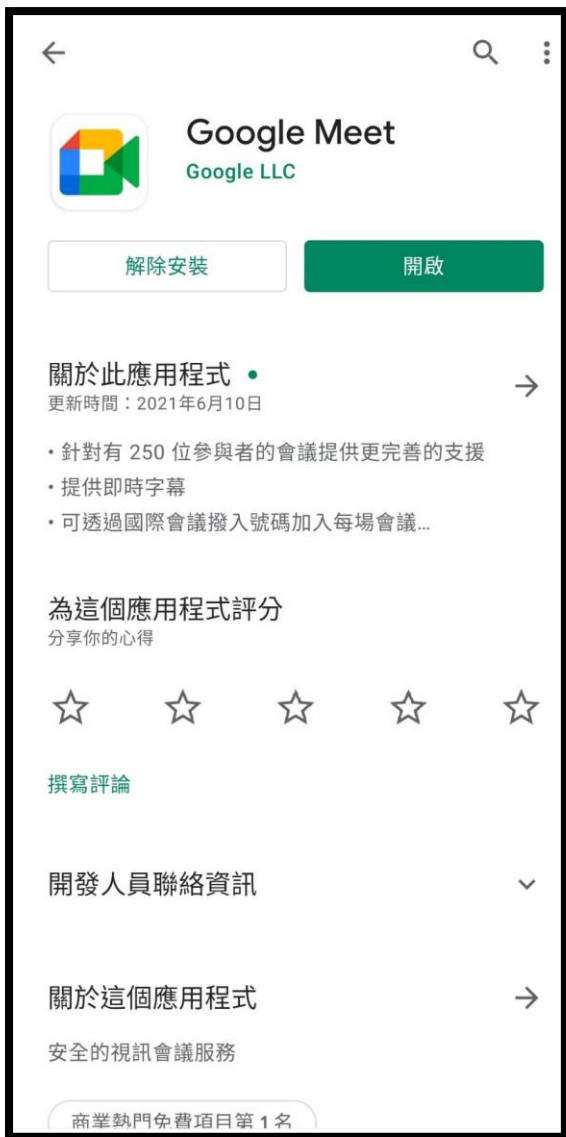 Google Meet
Google LLC
解除安裝
開啟
關於此應用程式
更新時間：2021年6月10日
• 針對有 250 位參與者的會議提供更完善的支援
• 提供即時字幕
• 可透過國際會議撥入號碼加入每場會議...
為這個應用程式評分
分享你的心得
撰寫評論
開發人員聯絡資訊
關於這個應用程式
安全的視訊會議服務
商業熱門免費項目第 1 名